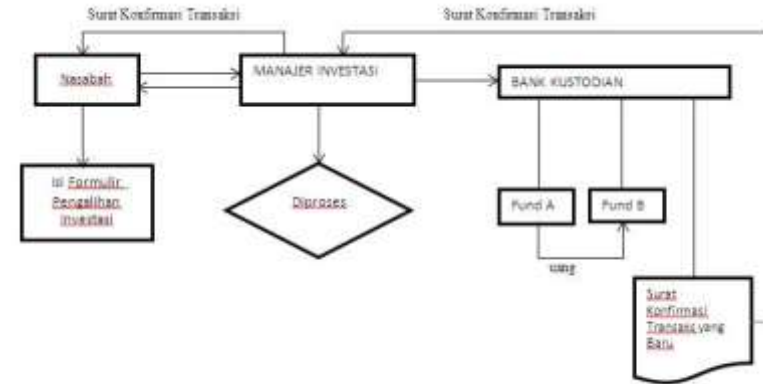 Surat Konfirmasi Transaksi
Surat Konfirmasi Transaksi
Nasabah
MANAJER INVESTASI
BANK KUSTODIAN
Isi Formulir
Pengalihan
Investasi
Diproses
Fund A
Fund B
uang
Surat
Konfirmasi
Transaks yang
Baru